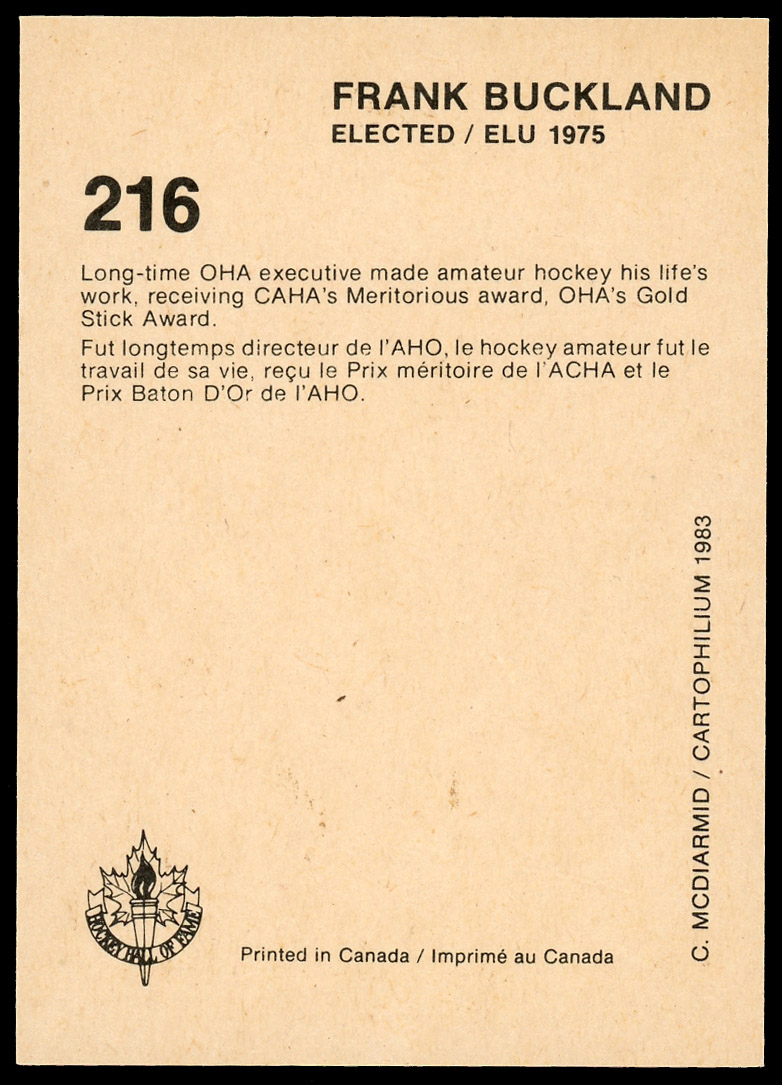 FRANK BUCKLAND
ELECTED / ELU 1975
216
Long-time OHA executive made amateur hockey his life's
work, receiving CAHA's Meritorious award, OHA's Gold
Stick Award.
Fut longtemps directeur de l'AHO, le hockey amateur fut le
travail de sa vie, reçu le Prix méritoire de l'ACHA et le
Prix Baton D'Or de l'AHO.
C. MCDIARMID / CARTOPHILIUM 1983
HOCKEY HALL OF FAME
Printed in Canada / Imprimé au Canada